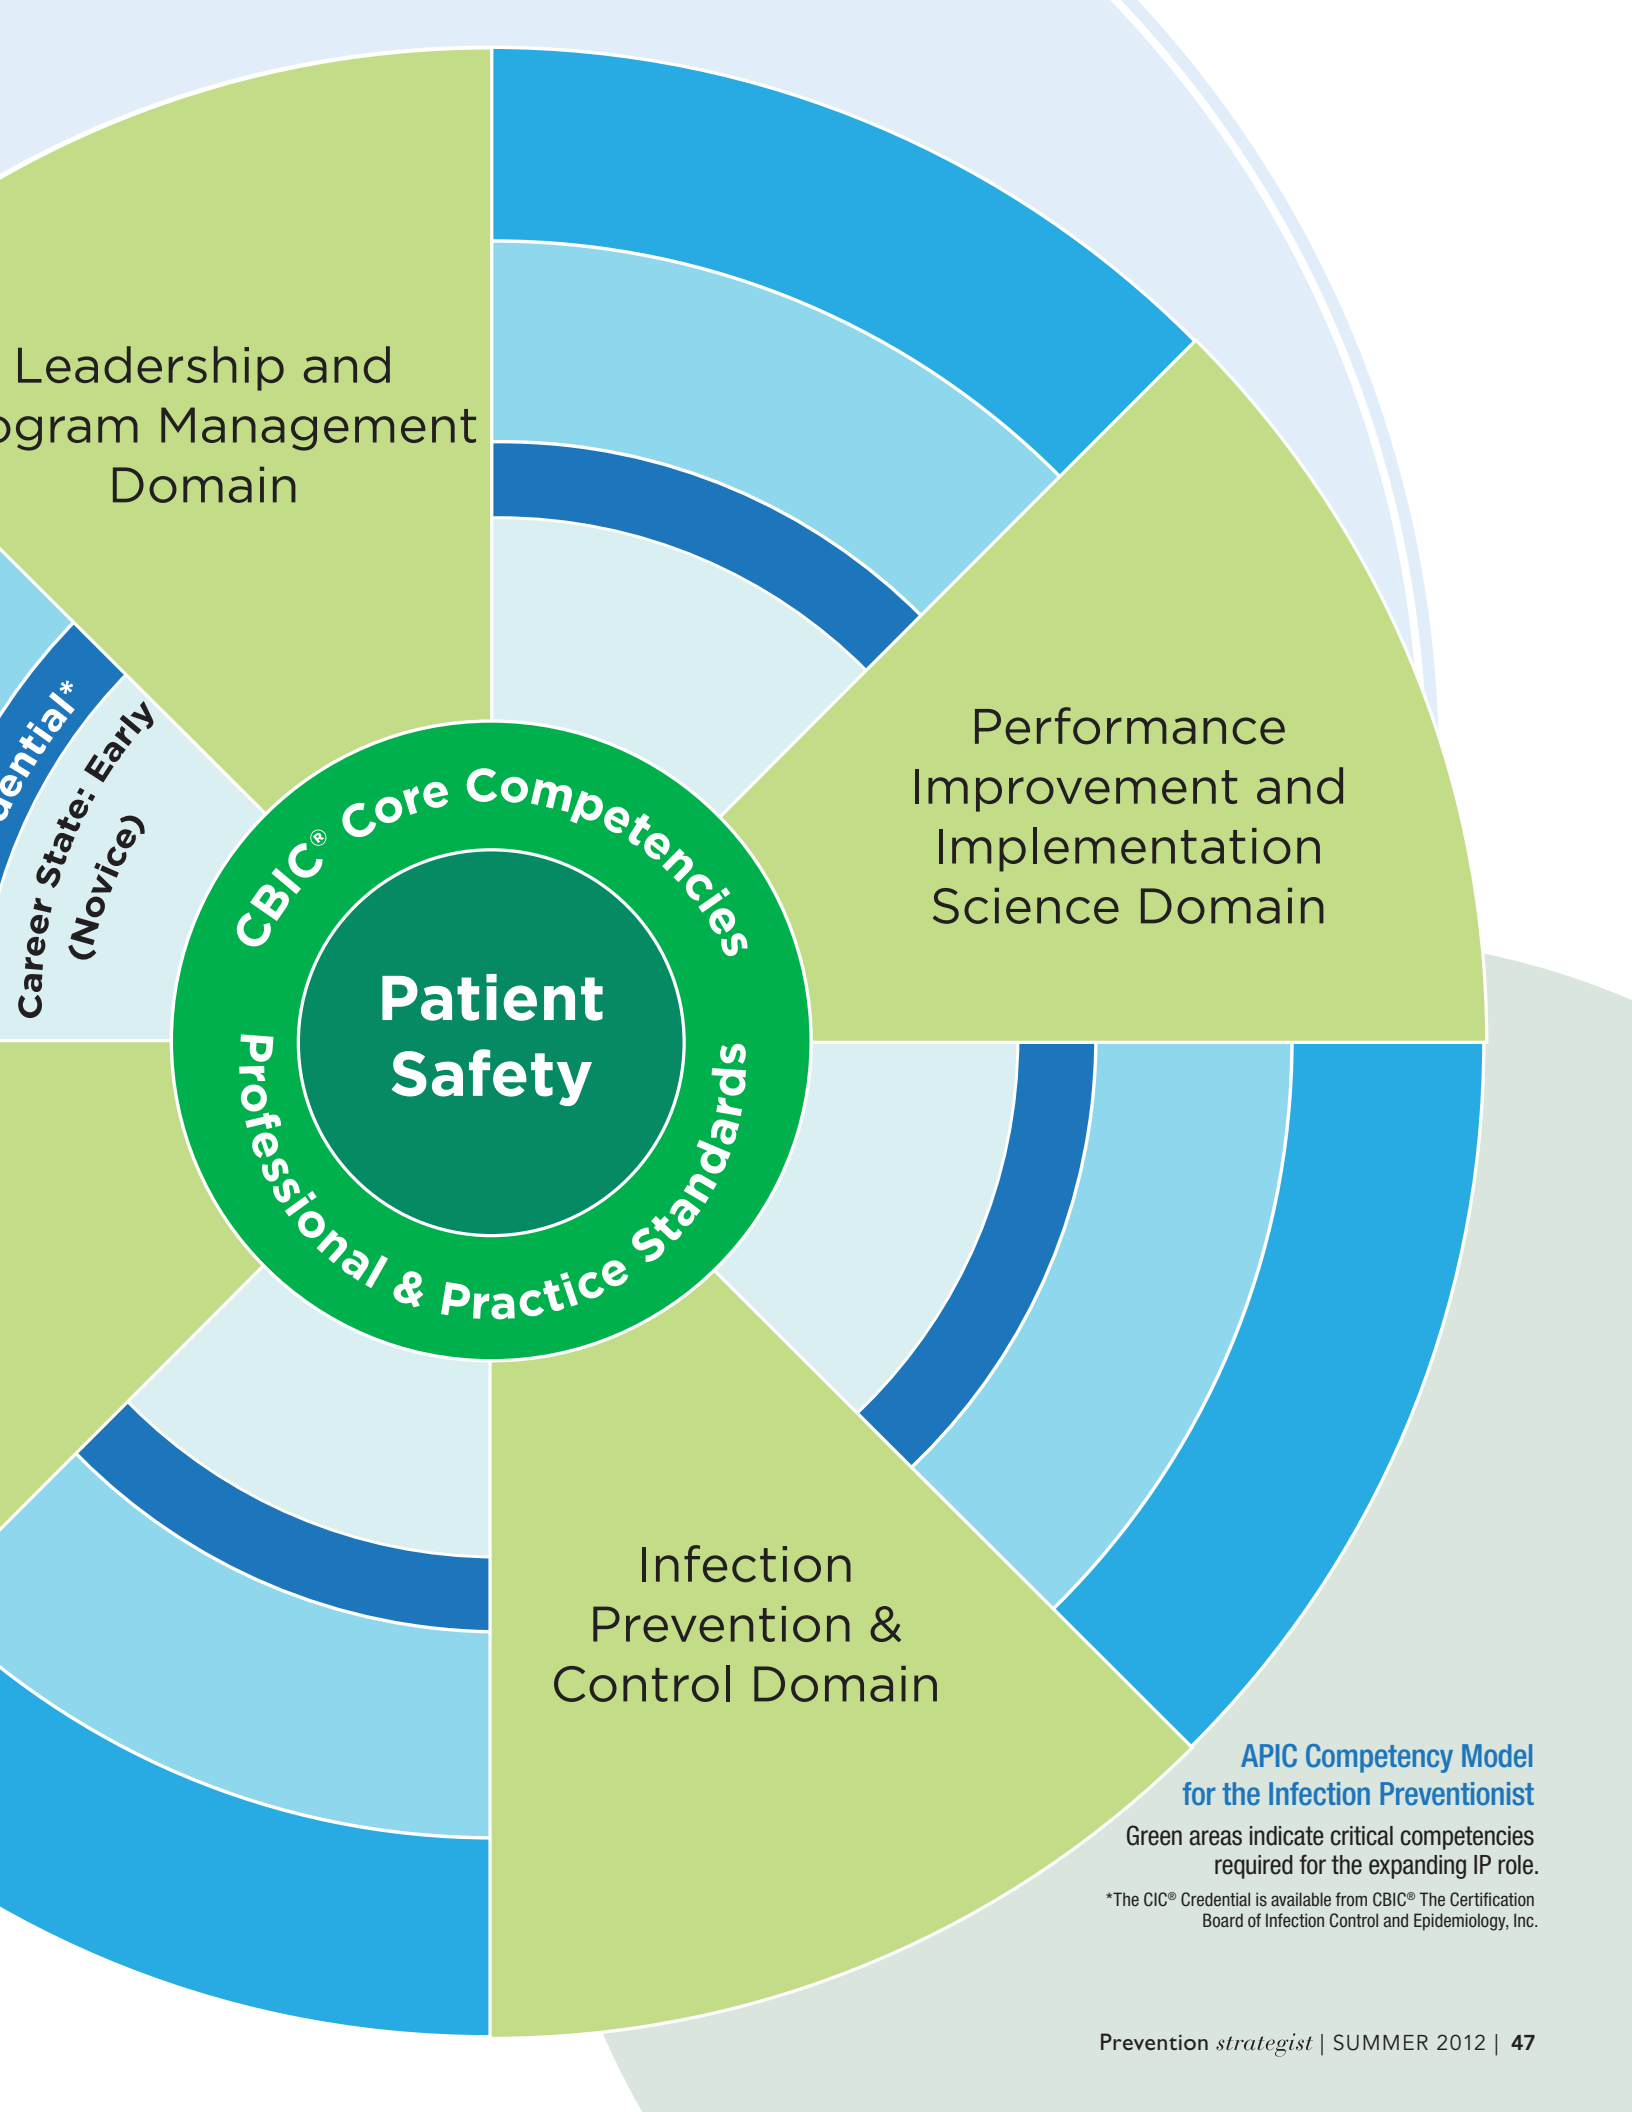 Leadership and
ogram Management
Domain
dential*
Career State: Early
(Novice)
CBIC® Core Competencies
Patient
Safety
Professional & Practice Standards
Performance
Improvement and
Implementation
Science Domain
Infection
Prevention &
Control Domain
APIC Competency Model
for the Infection Preventionist
Green areas indicate critical competencies
required for the expanding IP role.
*The CIC® Credential is available from CBIC® The Certification
Board of Infection Control and Epidemiology, Inc.
Prevention strategist | SUMMER 2012 | 47